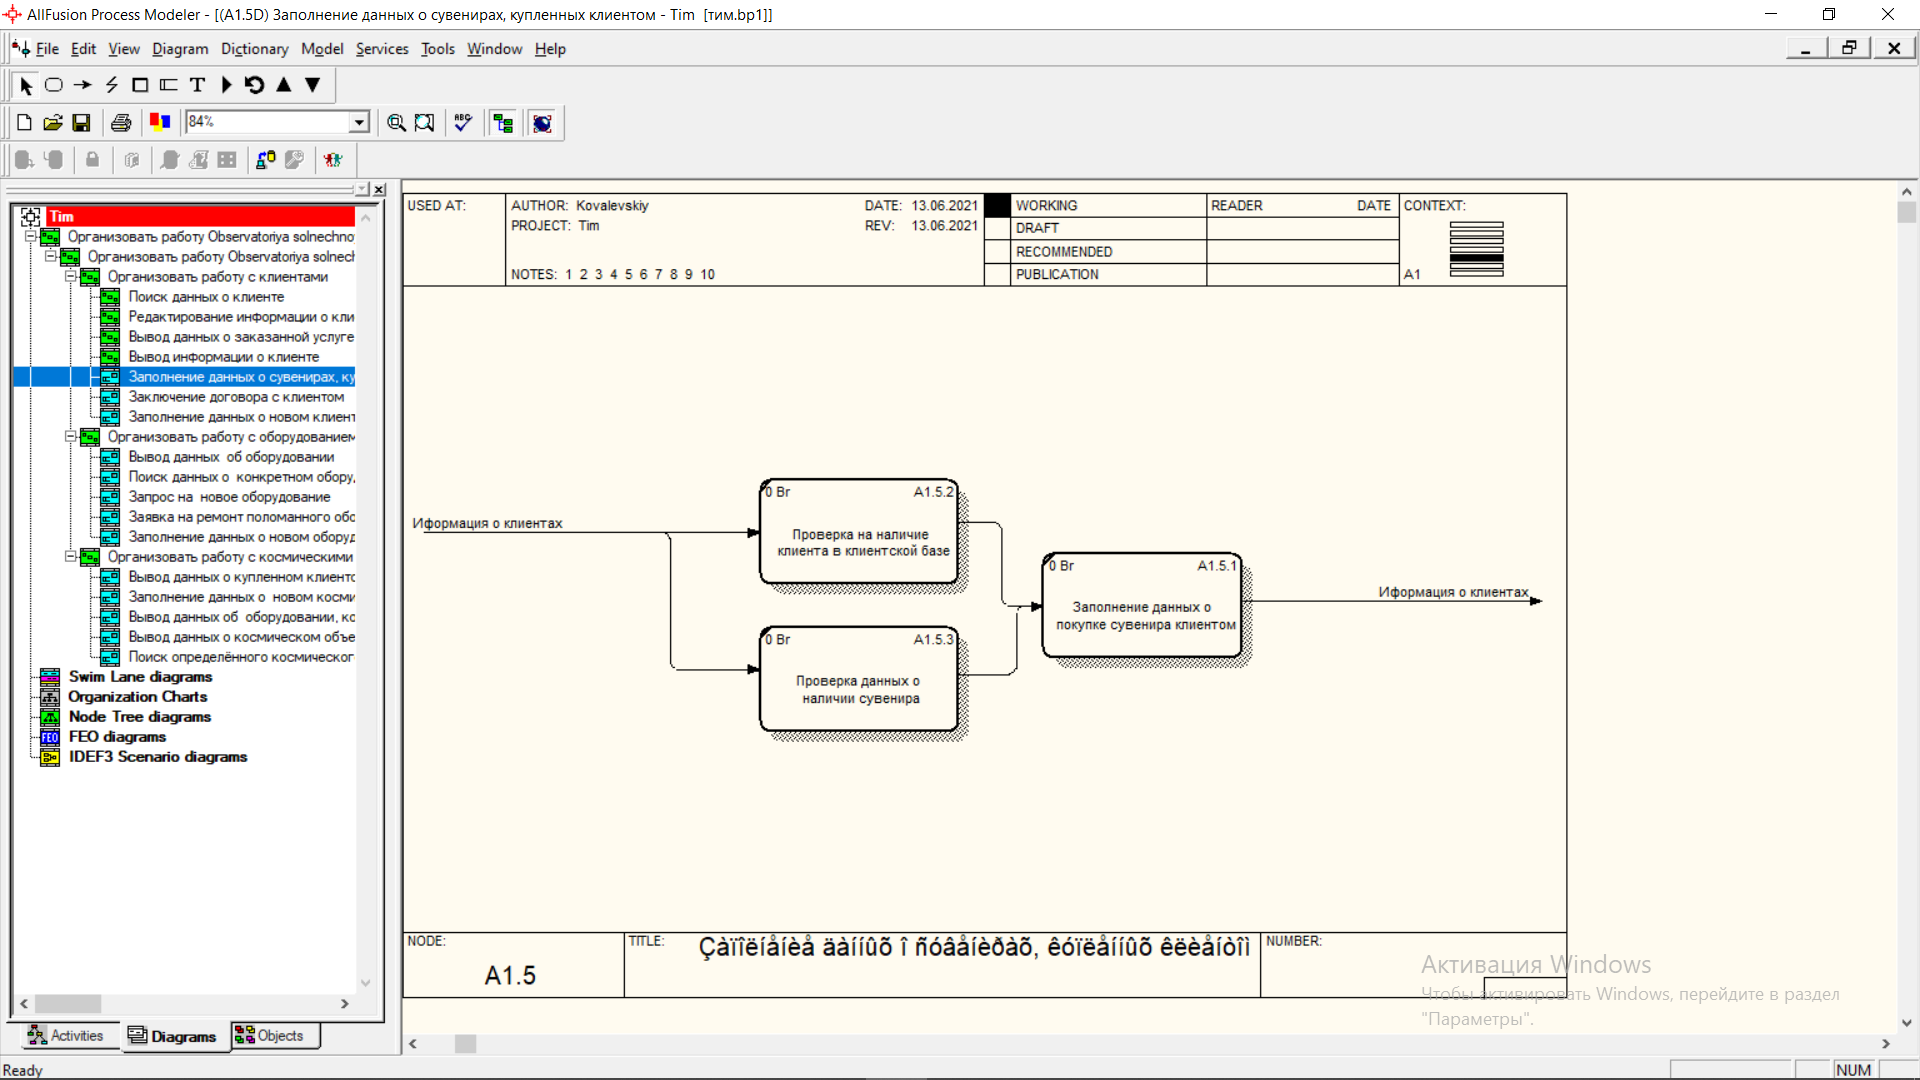 AllFusion Process Modeler - [(A1.5D) Заполнение данных о сувенирах, купленных клиентом - Tim [тим.bp1]]
File Edit View Diagram Dictionary Model Services Tools Window Help
84%
Tim
Организовать работу Observatoriya solnechno
Организовать работу Observatoriya solnech
Организовать работу с клиентами
Поиск данных о клиенте
Редактирование информации о кли
Вывод данных о заказанной услуге
Вывод информации о клиенте
Заполнение данных о сувенирах, ку
Заключение договора с клиентом
Заполнение данных о новом клиент
Организовать работу с оборудованием
Вывод данных об оборудовании
Поиск данных о конкретном обору
Запрос на новое оборудование
Заявка на ремонт поломанного обо
Заполнение данных о новом оборуд
Организовать работу с космическими
Вывод данных о купленном клиенто
Заполнение данных о новом косми
Вывод данных об оборудовании, ко
Вывод данных о космическом объе
Поиск определённого космическог
Swim Lane diagrams
Organization Charts
Node Tree diagrams
FEO diagrams
IDEF3 Scenario diagrams
Activities Diagrams Objects
USED AT:
AUTHOR: Kovalevskiy
PROJECT: Tim
NOTES: 1 2 3 4 5 6 7 8 9 10
DATE: 13.06.2021
REV: 13.06.2021
WORKING
DRAFT
RECOMMENDED
PUBLICATION
READER DATE
CONTEXT:
A1
Иформация о клиентах
0 Br A1.5.2
Проверка на наличие
клиента в клиентской базе
0 Br A1.5.3
Проверка данных о
наличии сувенира
0 Br A1.5.1
Заполнение данных о
покупке сувенира клиентом
Иформация о клиентах
NODE:
A1.5
TITLE:
Çàïîëíåíèå äàííûõ î ñóâåíèðàõ, êóïëåííûõ êëèåíòîì
NUMBER:
Активация Windows
Чтобы активировать Windows, перейдите в раздел
"Параметры".
Ready
NUM